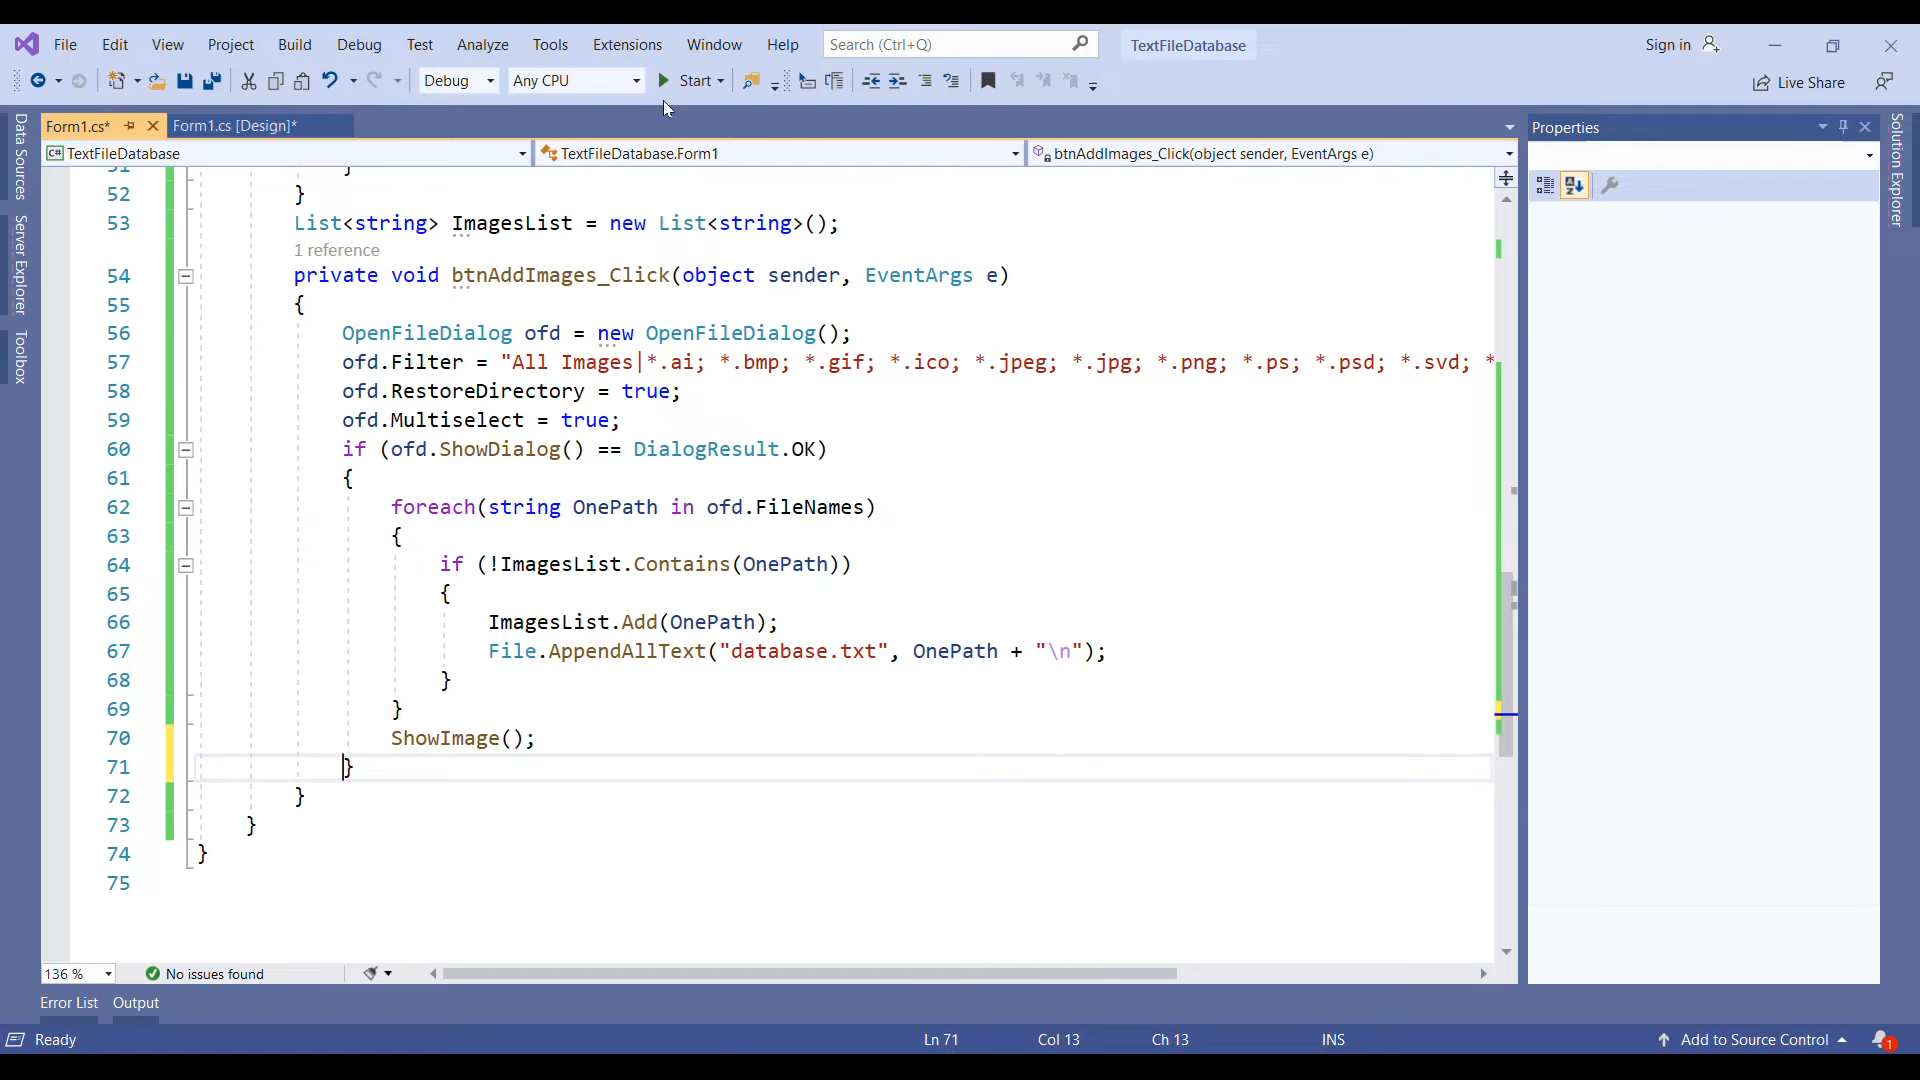 File Edit View Project Build Debug Test Analyze Tools Extensions Window Help Search (Ctrl+Q) TextFileDatabase Sign in
Debug Any CPU Start Live Share
Form1.cs* Form1.cs [Design]* Properties
C# TextFileDatabase TextFileDatabase.Form1 btnAddImages_Click(object sender, EventArgs e)
Data Sources
Server Explorer
Toolbox
Solution Explorer
52 }
53 List<string> ImagesList = new List<string>();
1 reference
54 private void btnAddImages_Click(object sender, EventArgs e)
55 {
56 OpenFileDialog ofd = new OpenFileDialog();
57 ofd.Filter = "All Images|*.ai; *.bmp; *.gif; *.ico; *.jpeg; *.jpg; *.png; *.ps; *.psd; *.svd; *
58 ofd.RestoreDirectory = true;
59 ofd.Multiselect = true;
60 if (ofd.ShowDialog() == DialogResult.OK)
61 {
62 foreach(string OnePath in ofd.FileNames)
63 {
64 if (!ImagesList.Contains(OnePath))
65 {
66 ImagesList.Add(OnePath);
67 File.AppendAllText("database.txt", OnePath + "\n");
68 }
69 }
70 ShowImage();
71 }
72 }
73 }
74 }
75
136 % No issues found
Error List Output
Ready Ln 71 Col 13 Ch 13 INS Add to Source Control 1